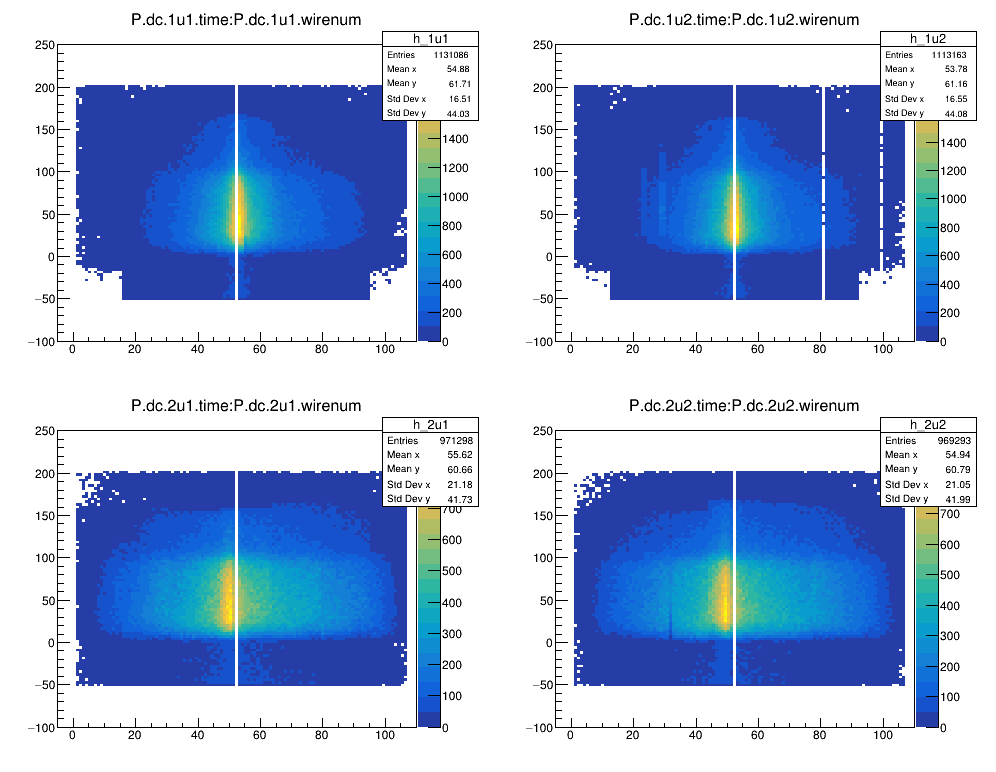 P.dc.1u1.time:P.dc.1u1.wirenum
h_1u1
Entries 1131086
Mean x 54.88
Mean y 61.71
Std Dev x 16.51
Std Dev y 44.03
250
200
150
100
50
0
−50
−100
0 20 40 60 80 100
1400
1200
1000
800
600
400
200
0
P.dc.1u2.time:P.dc.1u2.wirenum
h_1u2
Entries 1113163
Mean x 53.78
Mean y 61.16
Std Dev x 16.55
Std Dev y 44.08
250
200
150
100
50
0
−50
−100
0 20 40 60 80 100
1400
1200
1000
800
600
400
200
0
P.dc.2u1.time:P.dc.2u1.wirenum
h_2u1
Entries 971298
Mean x 55.62
Mean y 60.66
Std Dev x 21.18
Std Dev y 41.73
250
200
150
100
50
0
−50
−100
0 20 40 60 80 100
700
600
500
400
300
200
100
0
P.dc.2u2.time:P.dc.2u2.wirenum
h_2u2
Entries 969293
Mean x 54.94
Mean y 60.79
Std Dev x 21.05
Std Dev y 41.99
250
200
150
100
50
0
−50
−100
0 20 40 60 80 100
700
600
500
400
300
200
100
0